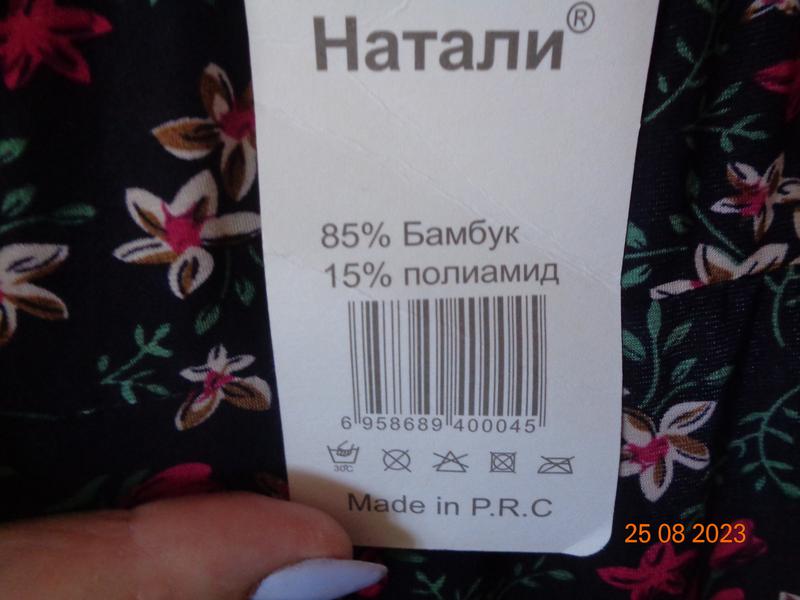 Натали®
85% Бамбук
15% полиамид
6 958689 400045
30°C
Made in P.R.C
25 08 2023